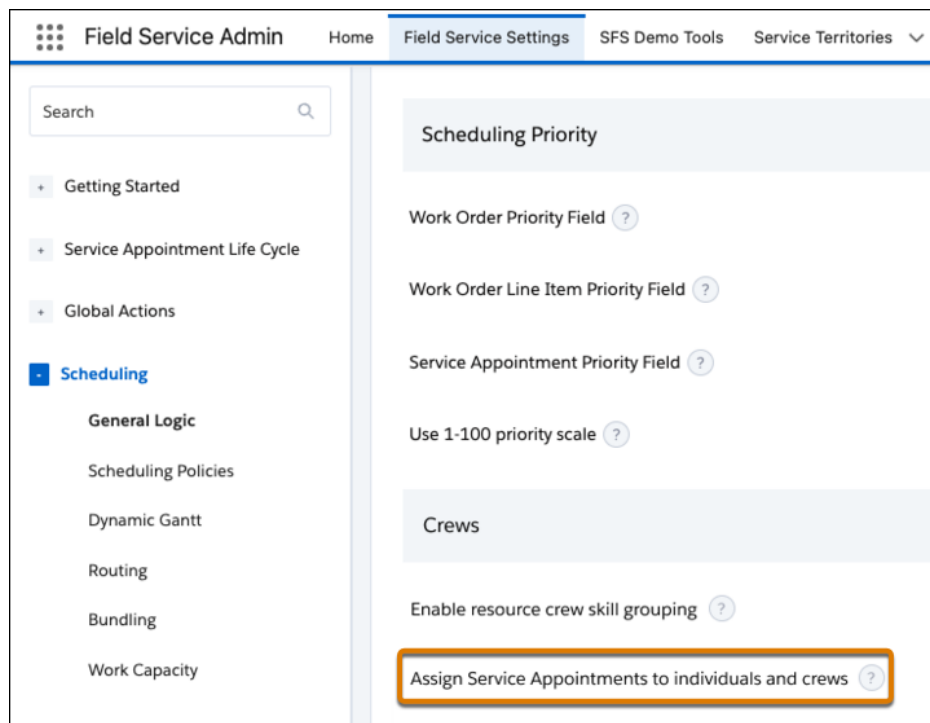 Field Service Admin Home Field Service Settings SFS Demo Tools Service Territories
Search
Getting Started
Service Appointment Life Cycle
Global Actions
Scheduling
General Logic
Scheduling Policies
Dynamic Gantt
Routing
Bundling
Work Capacity
Scheduling Priority
Work Order Priority Field ?
Work Order Line Item Priority Field ?
Service Appointment Priority Field ?
Use 1-100 priority scale ?
Crews
Enable resource crew skill grouping ?
Assign Service Appointments to individuals and crews ?